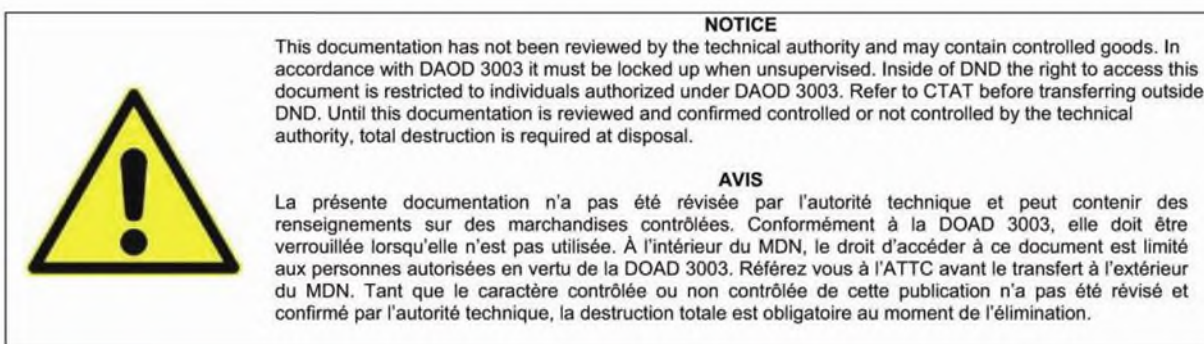 NOTICE
This documentation has not been reviewed by the technical authority and may contain controlled goods. In
accordance with DAOD 3003 it must be locked up when unsupervised. Inside of DND the right to access this
document is restricted to individuals authorized under DAOD 3003. Refer to CTAT before transferring outside
DND. Until this documentation is reviewed and confirmed controlled or not controlled by the technical
authority, total destruction is required at disposal.
AVIS
La présente documentation n'a pas été révisée par l'autorité technique et peut contenir des
renseignements sur des marchandises contrôlées. Conformément à la DOAD 3003, elle doit être
verrouillée lorsqu'elle n'est pas utilisée. À l'intérieur du MDN, le droit d'accéder à ce document est limité
aux personnes autorisées en vertu de la DOAD 3003. Référez vous à l'ATTC avant le transfert à l'extérieur
du MDN. Tant que le caractère contrôlée ou non contrôlée de cette publication n'a pas été révisé et
confirmé par l'autorité technique, la destruction totale est obligatoire au moment de l'élimination.